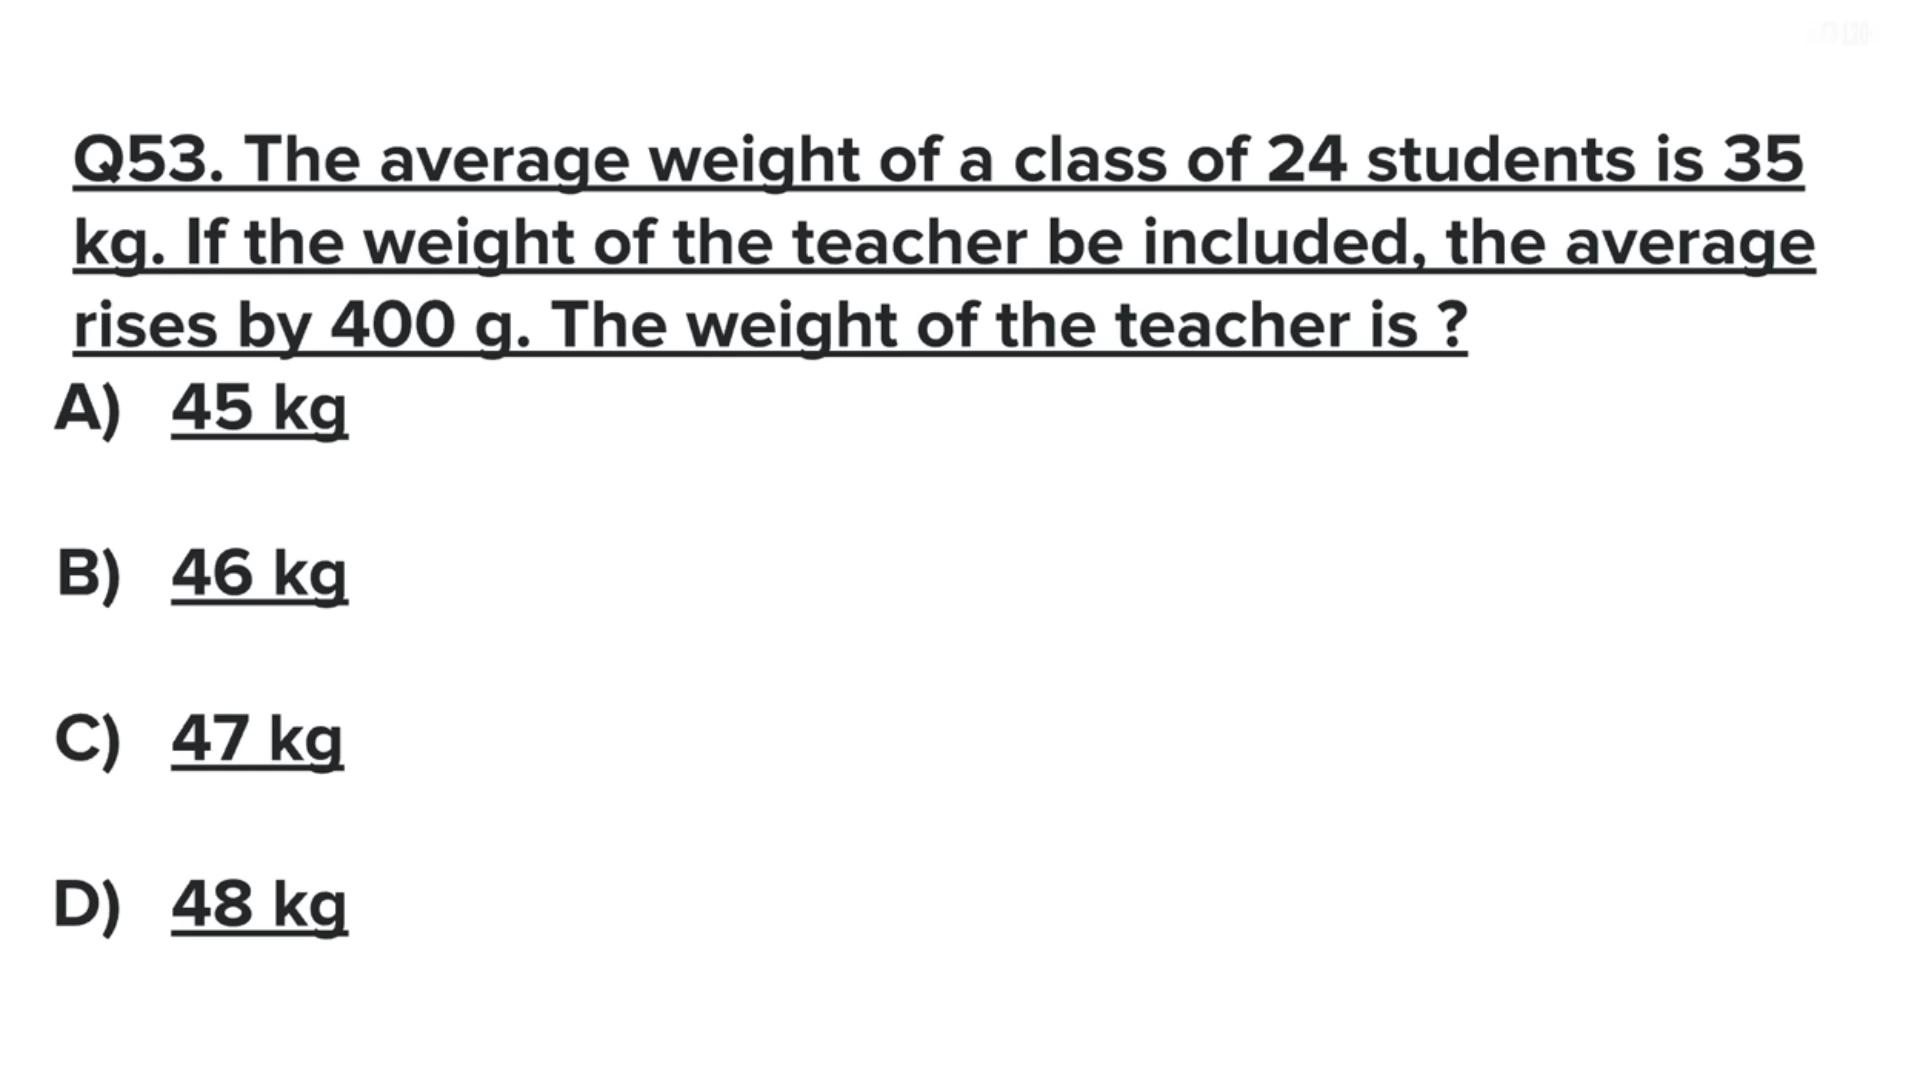 Q53. The average weight of a class of 24 students is 35
kg. If the weight of the teacher be included, the average
rises by 400 g. The weight of the teacher is ?
A) 45 kg
B) 46 kg
C) 47 kg
D) 48 kg